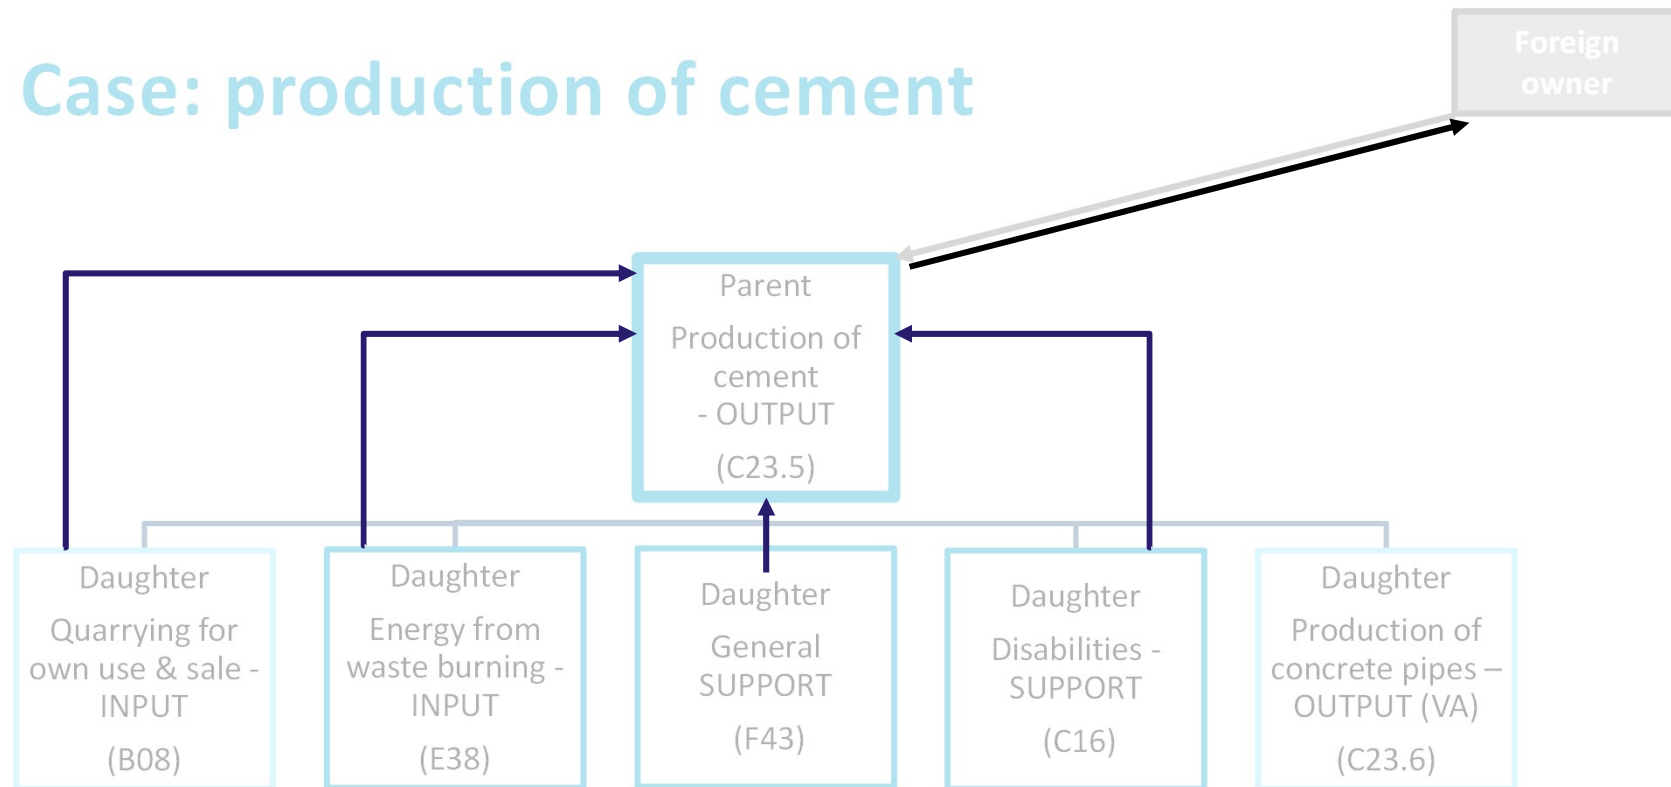 Foreign
owner
Case: production of cement
Parent
Production of
cement
- OUTPUT
(C23.5)
Daughter
Quarrying for
own use & sale -
INPUT
(B08)
Daughter
Energy from
waste burning -
INPUT
(E38)
Daughter
General
SUPPORT
(F43)
Daughter
Disabilities -
SUPPORT
(C16)
Daughter
Production of
concrete pipes –
OUTPUT (VA)
(C23.6)